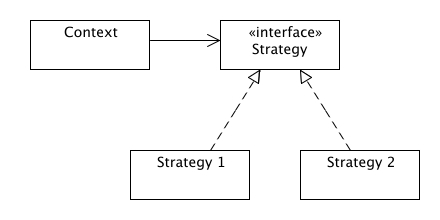 Context
«interface»
Strategy
Strategy 1
Strategy 2